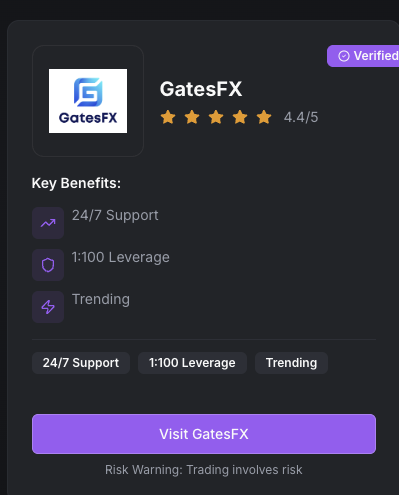 Verified
GatesFX
GatesFX
4.4/5
Key Benefits:
24/7 Support
1:100 Leverage
Trending
24/7 Support 1:100 Leverage Trending
Visit GatesFX
Risk Warning: Trading involves risk